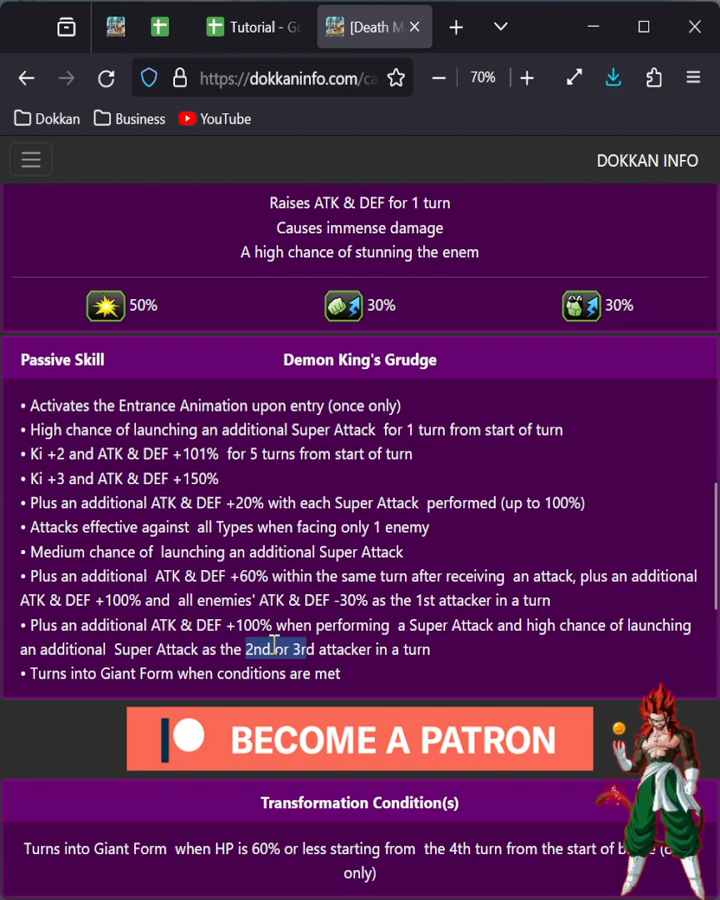 Tutorial - Go
[Death M
https://dokkaninfo.com/ca
70%
Dokkan
Business
YouTube
DOKKAN INFO
Raises ATK & DEF for 1 turn
Causes immense damage
A high chance of stunning the enem
50%
30%
30%
Passive Skill
Demon King's Grudge
• Activates the Entrance Animation upon entry (once only)
• High chance of launching an additional Super Attack for 1 turn from start of turn
• Ki +2 and ATK & DEF +101% for 5 turns from start of turn
• Ki +3 and ATK & DEF +150%
• Plus an additional ATK & DEF +20% with each Super Attack performed (up to 100%)
• Attacks effective against all Types when facing only 1 enemy
• Medium chance of launching an additional Super Attack
• Plus an additional ATK & DEF +60% within the same turn after receiving an attack, plus an additional
ATK & DEF +100% and all enemies' ATK & DEF -30% as the 1st attacker in a turn
• Plus an additional ATK & DEF +100% when performing a Super Attack and high chance of launching
an additional Super Attack as the 2nd or 3rd attacker in a turn
• Turns into Giant Form when conditions are met
BECOME A PATRON
Transformation Condition(s)
Turns into Giant Form when HP is 60% or less starting from the 4th turn from the start of
only)